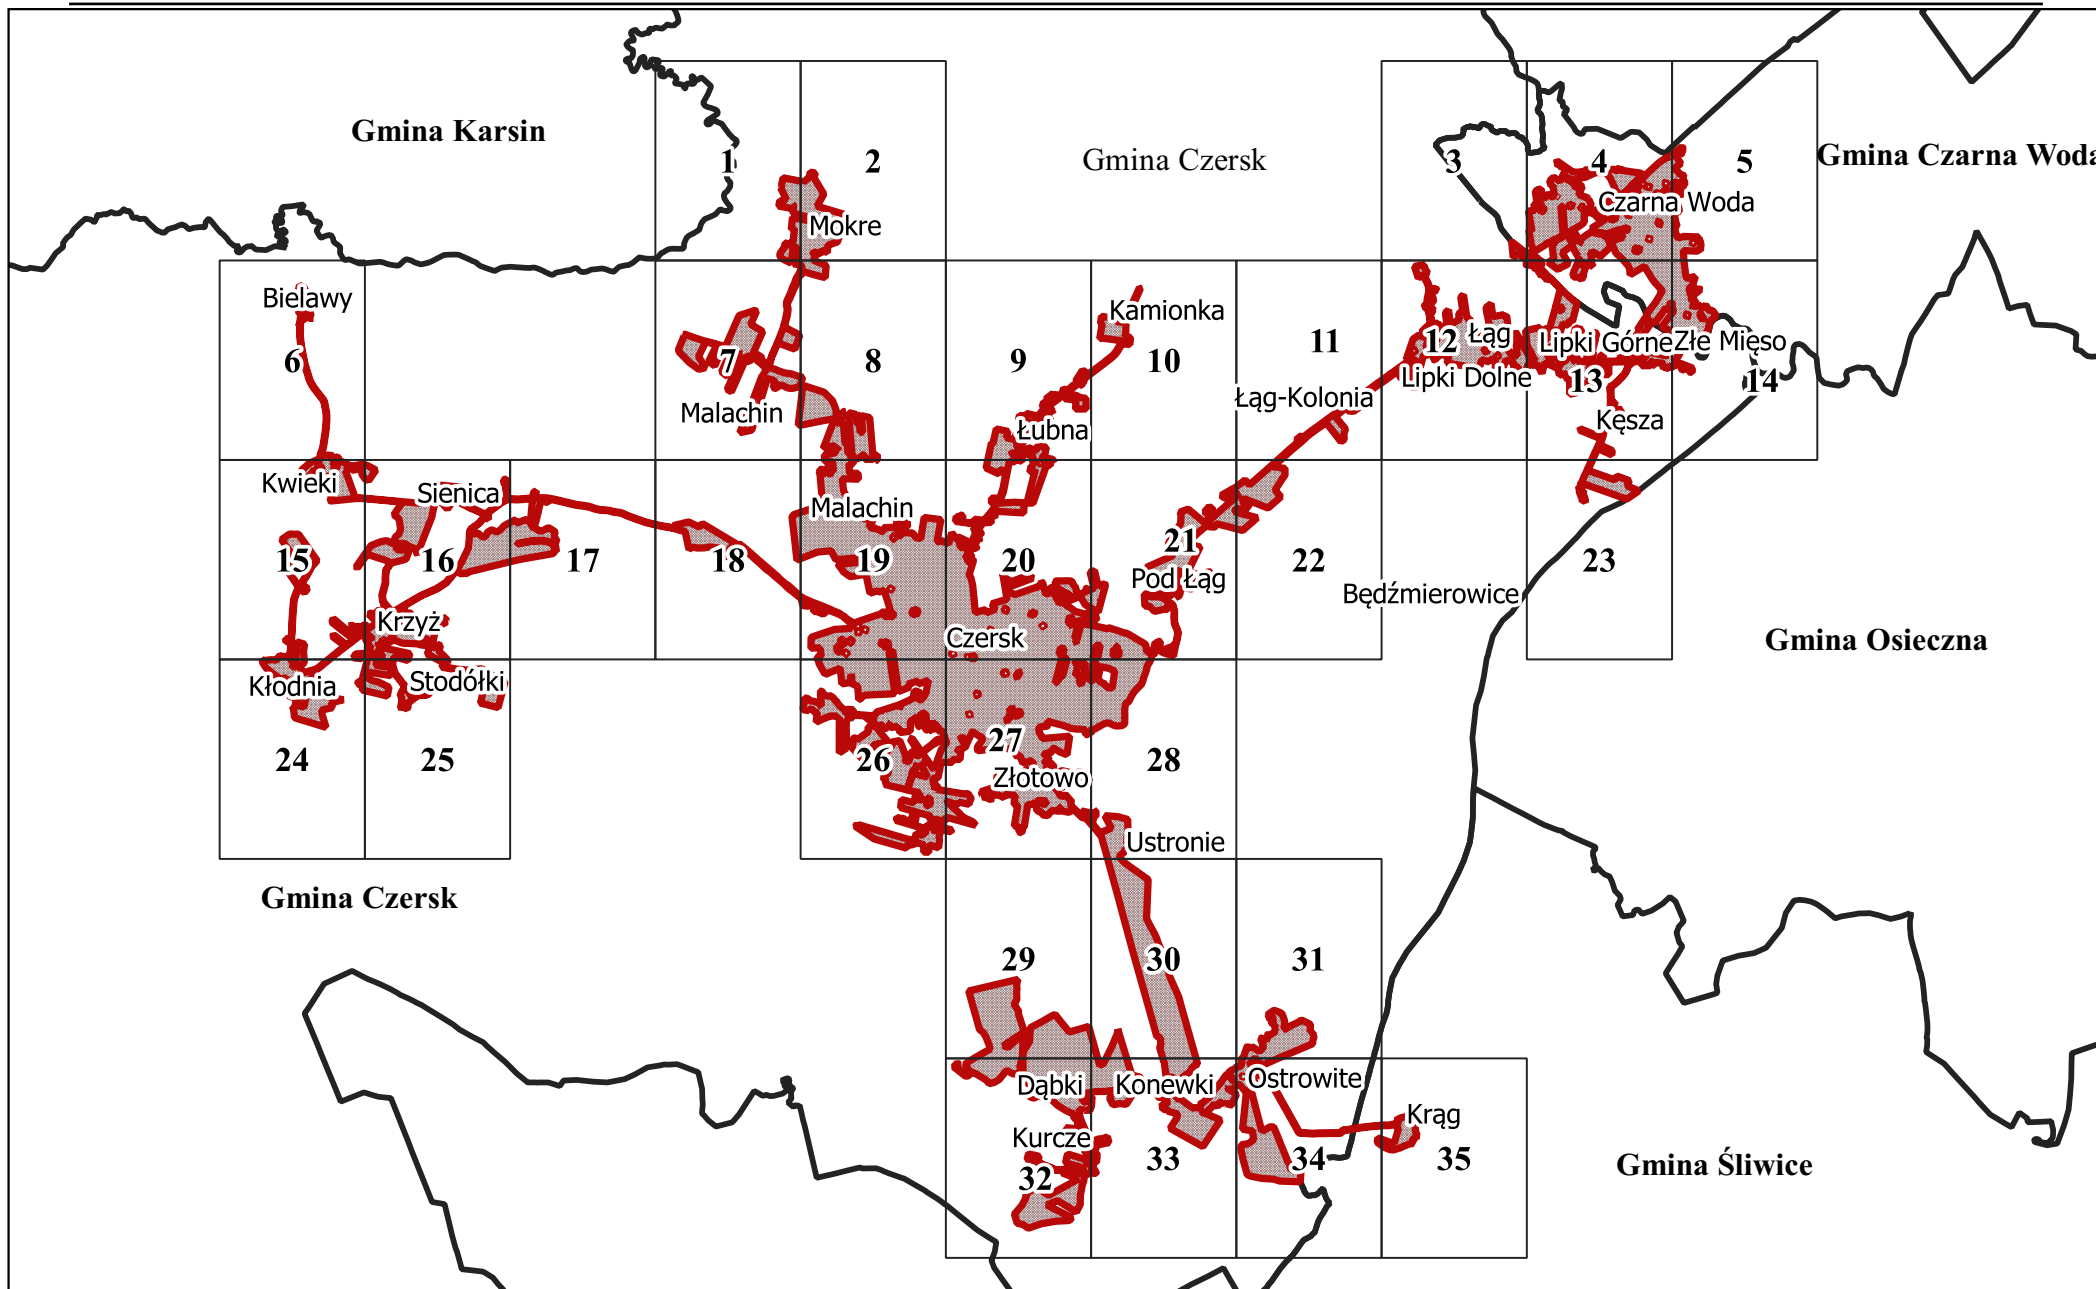 Gmina Karsin
1
2
Gmina Czersk
3
4
5
Gmina Czarna Woda
Czarna Woda
Mokre
Bielawy
6
7
8
9
Kamionka
10
11
12
Łąg
Lipki Górne
Złe Mięso
Lipki Dolne
13
14
Malachin
Łubna
Łąg-Kolonia
Kęsza
Kwieki
Sienica
Malachin
15
16
17
18
19
20
21
Pod Łąg
22
Będźmierowice
23
Krzyż
Czersk
Gmina Osieczna
Kłodnia
Stodółki
24
25
26
27
28
Złotowo
Ustronie
Gmina Czersk
29
30
31
Dąbki
Konewki
Ostrowite
Krąg
Kurcze
32
33
34
35
Gmina Śliwice